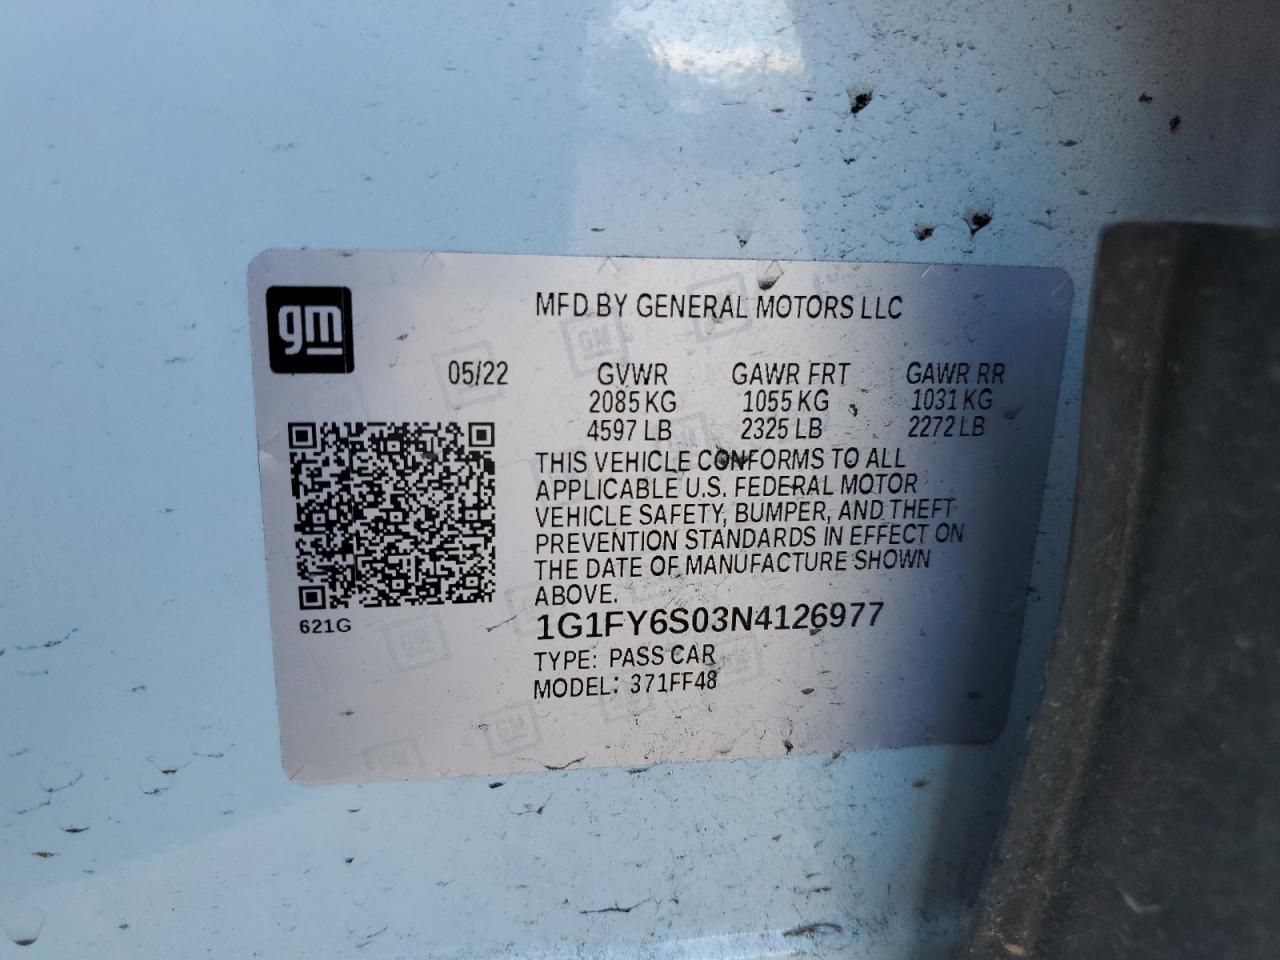 gm
MFD BY GENERAL MOTORS LLC
05/22 GVWR GAWR FRT GAWR RR
2085 KG 1055 KG 1031 KG
4597 LB 2325 LB 2272 LB
THIS VEHICLE CONFORMS TO ALL
APPLICABLE U.S. FEDERAL MOTOR
VEHICLE SAFETY, BUMPER, AND THEFT
PREVENTION STANDARDS IN EFFECT ON
THE DATE OF MANUFACTURE SHOWN
ABOVE.
621G
1G1FY6S03N4126977
TYPE: PASS CAR
MODEL: 371FF48